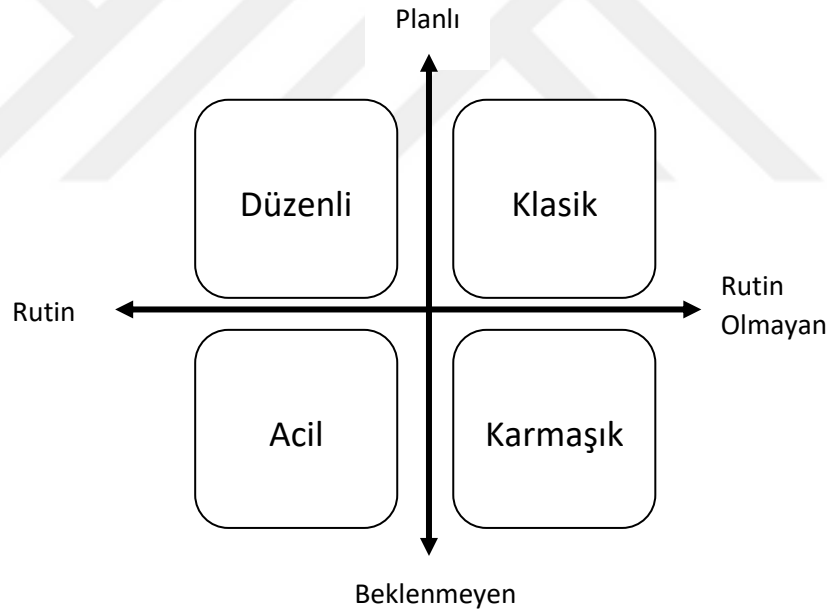 Planlı
Düzenli
Klasik
Rutin
Rutin
Olmayan
Acil
Karmaşık
Beklenmeyen